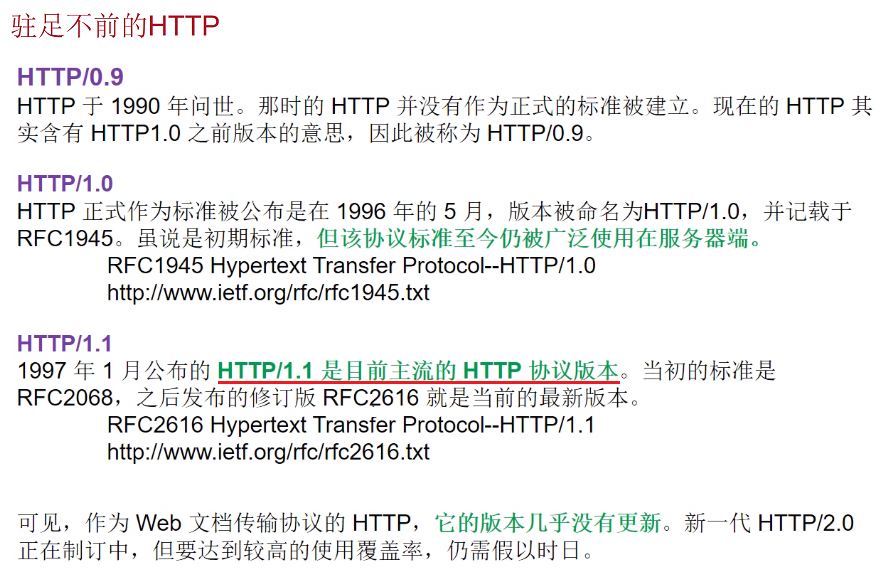 驻足不前的HTTP
HTTP/0.9
HTTP 于 1990 年问世。那时的 HTTP 并没有作为正式的标准被建立。现在的 HTTP 其
实含有 HTTP1.0 之前版本的意思，因此被称为 HTTP/0.9。
HTTP/1.0
HTTP 正式作为标准被公布是在 1996 年的 5 月，版本被命名为HTTP/1.0，并记载于
RFC1945。虽说是初期标准，但该协议标准至今仍被广泛使用在服务器端。
RFC1945 Hypertext Transfer Protocol--HTTP/1.0
http://www.ietf.org/rfc/rfc1945.txt
HTTP/1.1
1997 年 1 月公布的 HTTP/1.1 是目前主流的 HTTP 协议版本。当初的标准是
RFC2068，之后发布的修订版 RFC2616 就是当前的最新版本。
RFC2616 Hypertext Transfer Protocol--HTTP/1.1
http://www.ietf.org/rfc/rfc2616.txt
可见，作为 Web 文档传输协议的 HTTP，它的版本几乎没有更新。新一代 HTTP/2.0
正在制订中，但要达到较高的使用覆盖率，仍需假以时日。